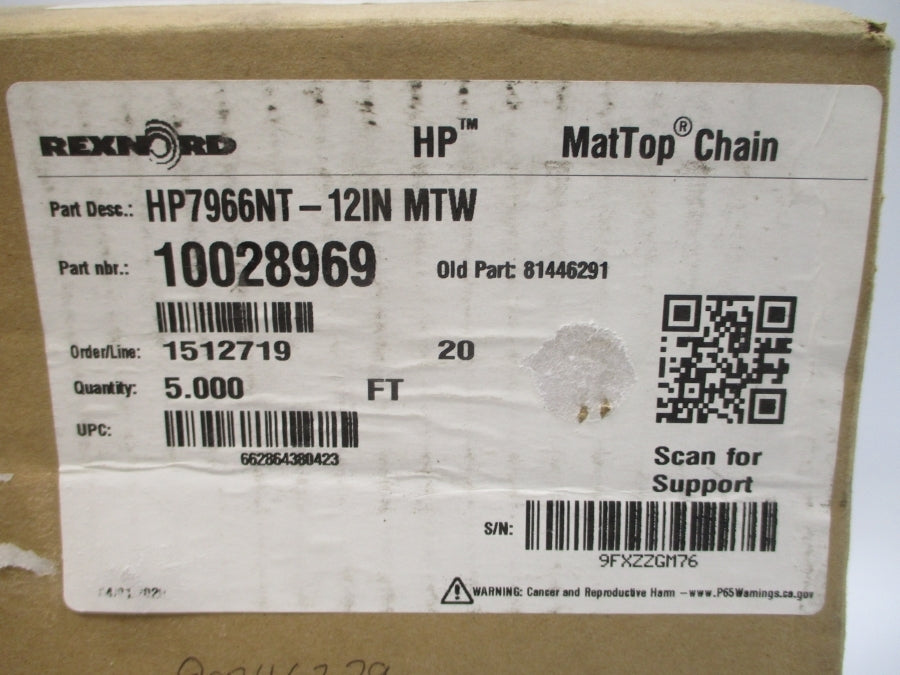 REXNORD HP™ MatTop® Chain
Part Desc.: HP7966NT – 12IN MTW
Part nbr.: 10028969 Old Part: 81446291
Order/Line: 1512719 20
Quantity: 5.000 FT
UPC:
662864380423
Scan for
Support
S/N:
9FXZZGM76
WARNING: Cancer and Reproductive Harm – www.P65Warnings.ca.gov